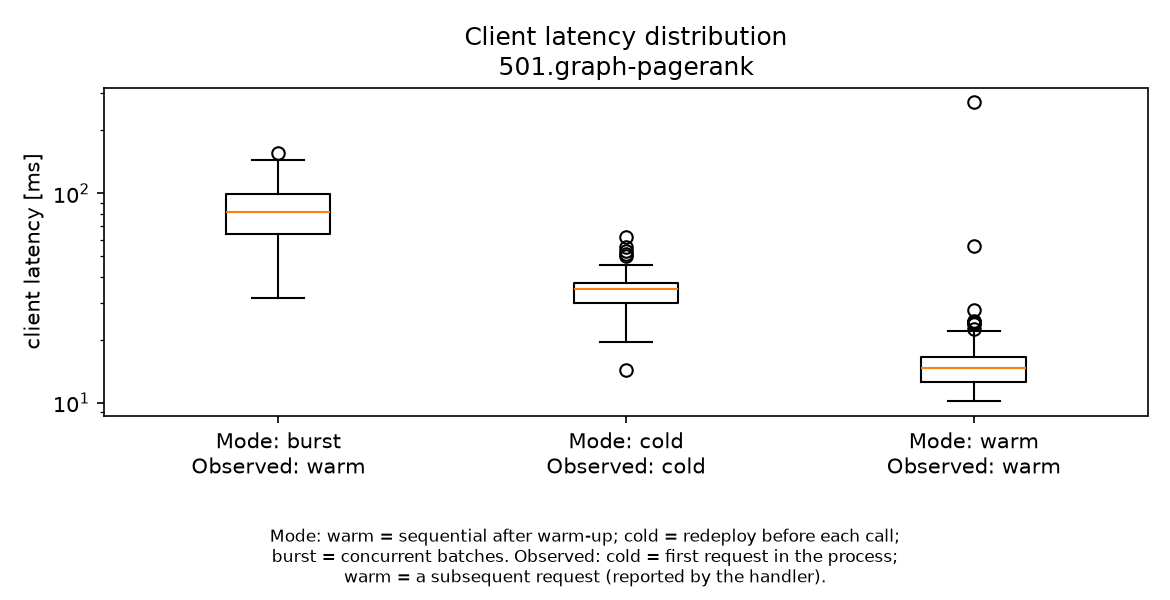 Client latency distribution
501.graph-pagerank
client latency [ms]
10²
10¹
Mode: burst
Observed: warm
Mode: cold
Observed: cold
Mode: warm
Observed: warm
Mode: warm = sequential after warm-up; cold = redeploy before each call;
burst = concurrent batches. Observed: cold = first request in the process;
warm = a subsequent request (reported by the handler).